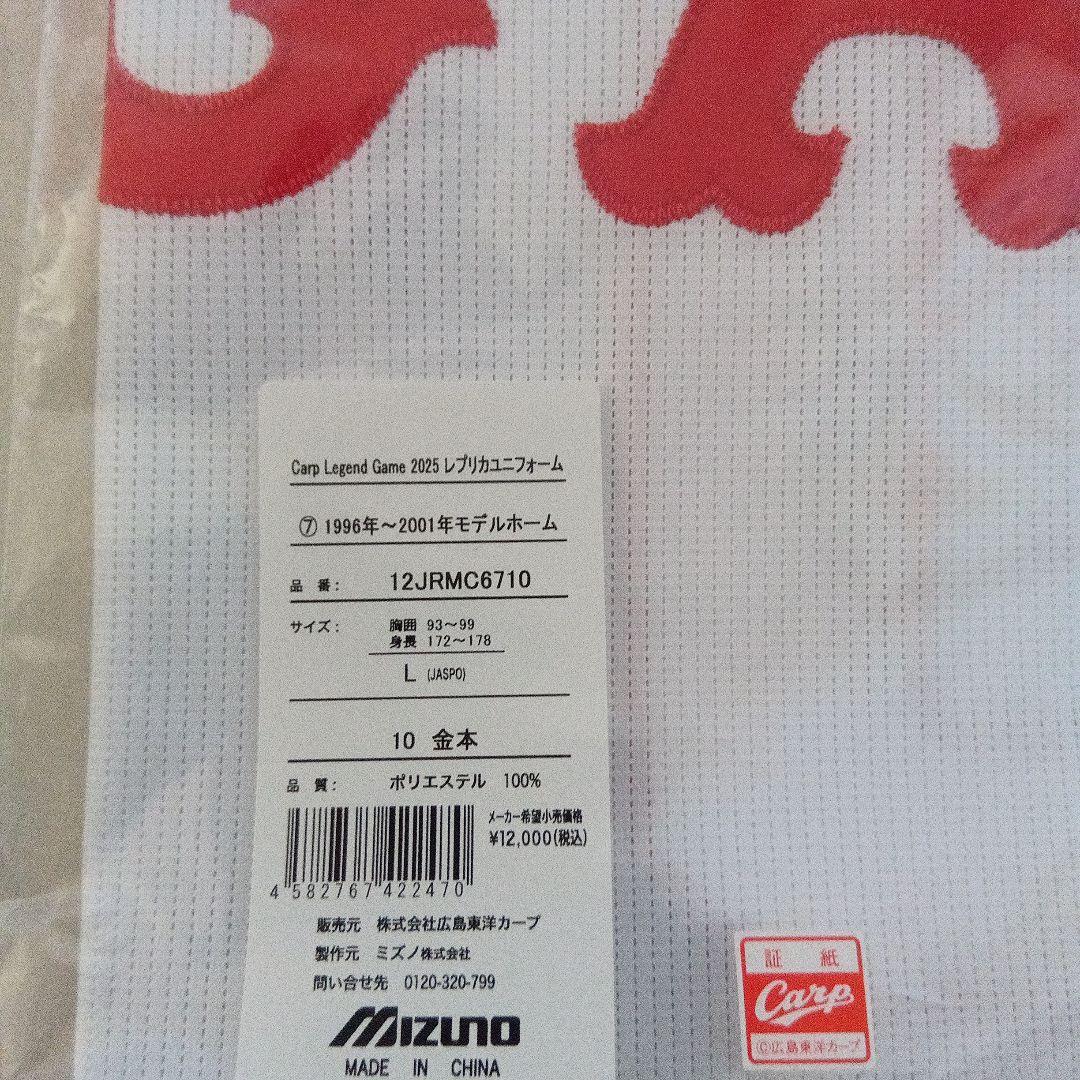 Carp Legend Game 2025 レプリカユニフォーム
⑦ 1996年～2001年モデルホーム
品 番： 12JRMC6710
サイズ： 胸囲 93～99
身長 172～178
L (JASPO)
10 金本
品 質： ポリエステル 100%
メーカー希望小売価格
¥12,000(税込)
4 582767 422470
販売元 株式会社広島東洋カープ
製作元 ミズノ株式会社
問い合せ先 0120-320-799
MIZUNO
MADE IN CHINA
証 紙
Carp
©広島東洋カープ